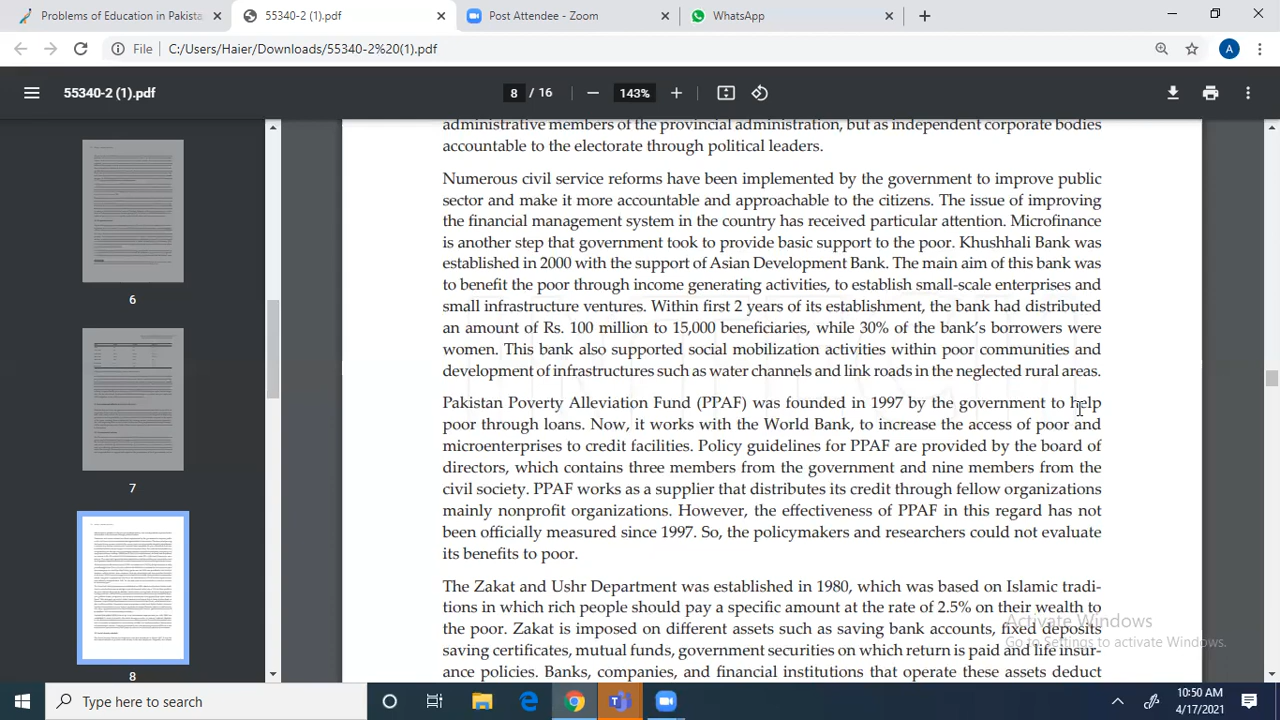 Problems of Education in Pakista
55340-2 (1).pdf
Post Attendee - Zoom
WhatsApp
File
C:/Users/Haier/Downloads/55340-2%20(1).pdf
A
55340-2 (1).pdf
8 / 16
143%
administrative members of the provincial administration, but as independent corporate bodies
accountable to the electorate through political leaders.
Numerous civil service reforms have been implemented by the government to improve public
sector and make it more accountable and approachable to the citizens. The issue of improving
the financial management system in the country has received particular attention. Microfinance
is another step that government took to provide basic support to the poor. Khushhali Bank was
established in 2000 with the support of Asian Development Bank. The main aim of this bank was
to benefit the poor through income generating activities, to establish small-scale enterprises and
small infrastructure ventures. Within first 2 years of its establishment, the bank had distributed
an amount of Rs. 100 million to 15,000 beneficiaries, while 30% of the bank's borrowers were
women. This bank also supported social mobilization activities within poor communities and
development of infrastructures such as water channels and link roads in the neglected rural areas.
Pakistan Poverty Alleviation Fund (PPAF) was founded in 1997 by the government to help
poor through loans. Now, it works with the World Bank, to increase the access of poor and
microenterprises to credit facilities. Policy guidelines for PPAF are provided by the board of
directors, which contains three members from the government and nine members from the
civil society. PPAF works as a supplier that distributes its credit through fellow organizations
mainly nonprofit organizations. However, the effectiveness of PPAF in this regard has not
been officially measured since 1997. So, the policymakers and researchers could not evaluate
its benefits to poor.
The Zakat and Ushr Department was established in 1980, which was based on Islamic tradi-
tions in which rich people should pay a specific amount at the rate of 2.5% on their wealth to
the poor. Zakat is imposed on different assets such as saving bank accounts, fixed deposits
saving certificates, mutual funds, government securities on which return is paid and life insur-
ance policies. Banks, companies, and financial institutions that operate these assets deduct
6
7
8
Activate Windows
Go to Settings to activate Windows.
Type here to search
10:50 AM
4/17/2021